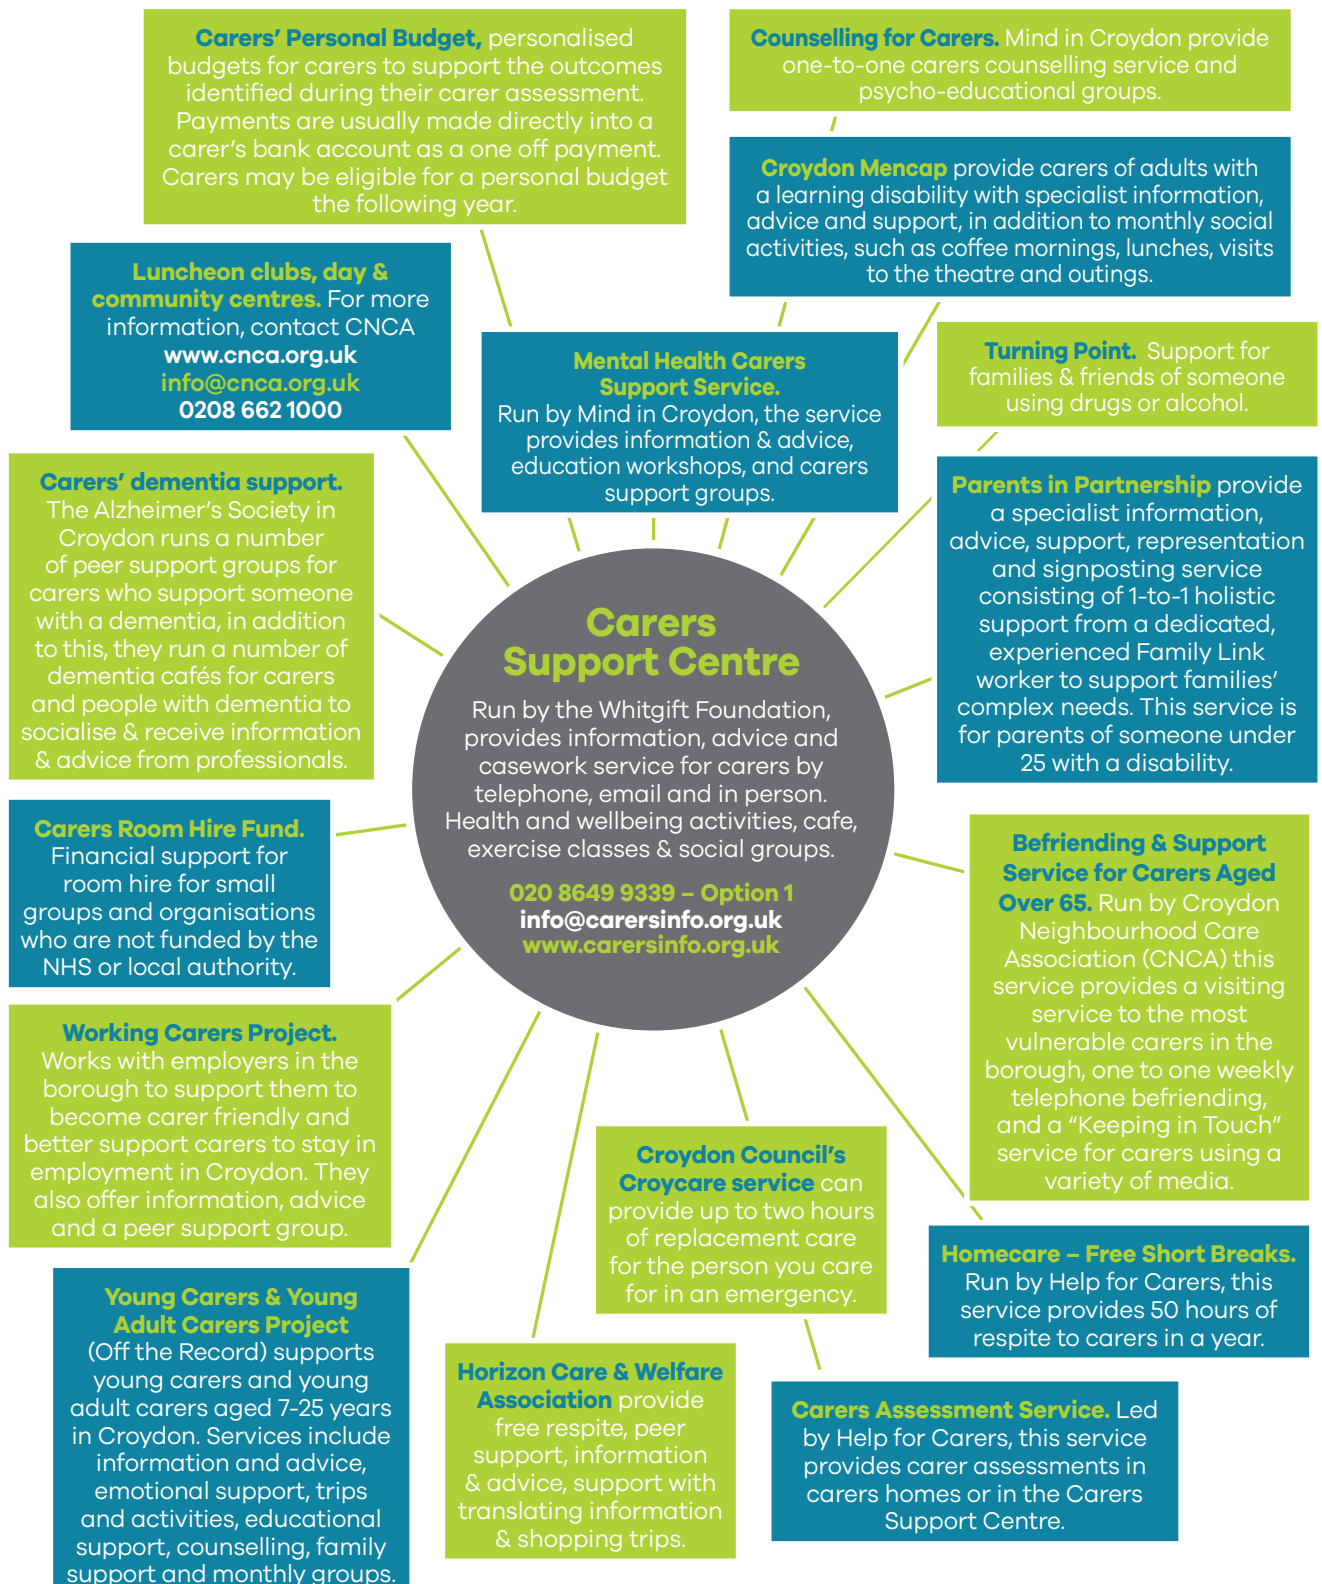 Carers' Personal Budget, personalised
budgets for carers to support the outcomes
identified during their carer assessment.
Payments are usually made directly into a
carer's bank account as a one off payment.
Carers may be eligible for a personal budget
the following year.
Counselling for Carers. Mind in Croydon provide
one-to-one carers counselling service and
psycho-educational groups.
Croydon Mencap provide carers of adults with
a learning disability with specialist information,
advice and support, in addition to monthly social
activities, such as coffee mornings, lunches, visits
to the theatre and outings.
Luncheon clubs, day &
community centres. For more
information, contact CNCA
www.cnca.org.uk
info@cnca.org.uk
0208 662 1000
Mental Health Carers
Support Service.
Run by Mind in Croydon, the service
provides information & advice,
education workshops, and carers
support groups.
Turning Point. Support for
families & friends of someone
using drugs or alcohol.
Carers' dementia support.
The Alzheimer's Society in
Croydon runs a number
of peer support groups for
carers who support someone
with a dementia, in addition
to this, they run a number of
dementia cafés for carers
and people with dementia to
socialise & receive information
& advice from professionals.
Parents in Partnership provide
a specialist information,
advice, support, representation
and signposting service
consisting of 1-to-1 holistic
support from a dedicated,
experienced Family Link
worker to support families'
complex needs. This service is
for parents of someone under
25 with a disability.
Carers
Support Centre
Run by the Whitgift Foundation,
provides information, advice and
casework service for carers by
telephone, email and in person.
Health and wellbeing activities, cafe,
exercise classes & social groups.
020 8649 9339 – Option 1
info@carersinfo.org.uk
www.carersinfo.org.uk
Carers Room Hire Fund.
Financial support for
room hire for small
groups and organisations
who are not funded by the
NHS or local authority.
Befriending & Support
Service for Carers Aged
Over 65. Run by Croydon
Neighbourhood Care
Association (CNCA) this
service provides a visiting
service to the most
vulnerable carers in the
borough, one to one weekly
telephone befriending,
and a "Keeping in Touch"
service for carers using a
variety of media.
Working Carers Project.
Works with employers in the
borough to support them to
become carer friendly and
better support carers to stay in
employment in Croydon. They
also offer information, advice
and a peer support group.
Croydon Council's
Croycare service can
provide up to two hours
of replacement care
for the person you care
for in an emergency.
Homecare – Free Short Breaks.
Run by Help for Carers, this
service provides 50 hours of
respite to carers in a year.
Young Carers & Young
Adult Carers Project
(Off the Record) supports
young carers and young
adult carers aged 7-25 years
in Croydon. Services include
information and advice,
emotional support, trips
and activities, educational
support, counselling, family
support and monthly groups.
Horizon Care & Welfare
Association provide
free respite, peer
support, information
& advice, support with
translating information
& shopping trips.
Carers Assessment Service. Led
by Help for Carers, this service
provides carer assessments in
carers homes or in the Carers
Support Centre.